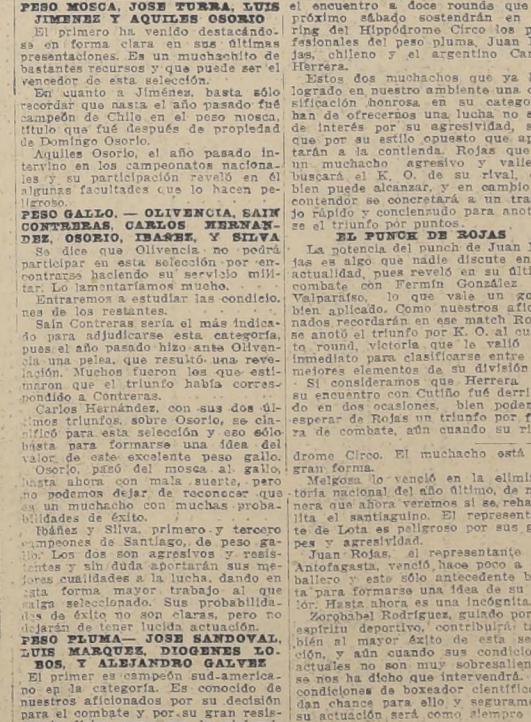 PESO MOSCA, JOSE TURRA, LUIS
JIMENEZ Y AQUILES OSORIO
El primero ha venido destacándo-
se en forma clara en sus últimas
presentaciones. Es un muchachito de
bastantes recursos y que puede ser el
vencedor de esta selección.
En cuanto a Jiménez, basta sólo
recordar que hasta el año pasado fué
campeón de Chile en el peso mosca,
título que fué después de propiedad
de Domingo Osorio.
Aquiles Osorio, el año pasado in-
tervino en los campeonatos naciona-
les y su participación reveló en él
algunas facultades que lo hacen pe-
ligroso.
PESO GALLO, — OLIVENCIA, SAIN
CONTRERAS, CARLOS HERNAN-
DEZ, OSORIO, IBAÑEZ, Y SILVA
Se dice que Olivencia no podrá
participar en esta selección por en-
contrarse haciendo su servicio mili-
tar. Lo lamentaríamos mucho.
Entraremos a estudiar las condicio.
nes de los restantes.
Sain Contreras sería el más indica-
do para adjudicarse esta categoría,
pues el año pasado hizo ante Oliven-
cia una pelea, que resultó una reve-
lación. Muchos fueron los que esti-
maron que el triunfo había corres-
pondido a Contreras.
Carlos Hernández, con sus dos úl-
timos triunfos, sobre Osorio, se cla-
sificó para esta selección y eso sólo
basta para formarse una idea del
valor de este excelente peso gallo.
Osorio, pasó del mosca al gallo,
hasta ahora con mala suerte, pero
no podemos dejar de reconocer que
es un muchacho con muchas proba-
bilidades de éxito.
Ibáñez y Silva, primero y tercero
campeones de Santiago, de peso ga-
llo. Los dos son agresivos y resis-
tentes y sin duda aportarán sus me-
jores cualidades a la lucha, dando en
esta forma mayor trabajo al que
salga seleccionado. Sus probabilida-
des de éxito no son claras, pero no
dejarán de tener lucida actuación.
PESO PLUMA— JOSE SANDOVAL,
LUIS MARQUEZ, DIOGENES LO-
BOS, Y ALEJANDRO GALVEZ
El primer es campeón sud-america-
no en la categoría. Es conocido de
nuestros aficionados por su decisión
para el combate y por su gran resis-
el encuentro a doce rounds que
próximo sábado sostendrán en
ring del Hippódrome Circo los p
fesionales del peso pluma, Juan
jas, chileno y el argentino Car
Herrera.
Estos dos muchachos que ya
logrado en nuestro ambiente una c
sificación honrosa en su catego
han de ofrecernos una lucha no s
de interés por su agresividad, s
que por su estilo opuesto que ap
tarán a la contienda. Rojas que
un muchacho agresivo y valie
buscará el K. O. de su rival,
bien puede alcanzar, y en cambio
contendor se concretará a un tra
jo rápido y concienzudo para anot
se el triunfo por puntos.
EL PUNCH DE ROJAS
La potencia del punch de Juan
jas es algo que nadie discute en
actualidad, pues reveló en su últi
combate con Fermín González
Valparaíso, lo que vale un go
bien aplicado. Como nuestros afic
nados recordarán en ese match Ro
se anotó el triunfo por K. O. al cu
to round, victoria que le valió
inmediato para clasificarse entre
mejores elementos de su división
Si consideramos que Herrera
su encuentro con Cutiño fué derri
do en dos ocasiones, bien podem
esperar de Rojas un triunfo por f
ra de combate, aún cuando su ri
drome Circo. El muchacho está
gran forma.
Melgosa lo venció en la elimi
toria nacional del año último, de m
nera que ahora veremos si se reha
lita el santiaguino. El represent
te de Lota es peligroso por sus g
pes y agresividad.
Juan Rojas, el representante
Antofagasta, venció hace poco a
ballero y este sólo antecedente b
ta para formarse una idea de su
lor. Hasta ahora es una incógnita.
Zorobabel Rodríguez, guiado por
espíritu deportivo, contribuirá t
bién al mayor éxito de esta se
ción, y aún cuando sus condicio
actuales no son muy sobresalien
se nos ha dicho que intervendrá.
condiciones de boxeador científic
dan chance para ello y seguram
su actuación será como siempre